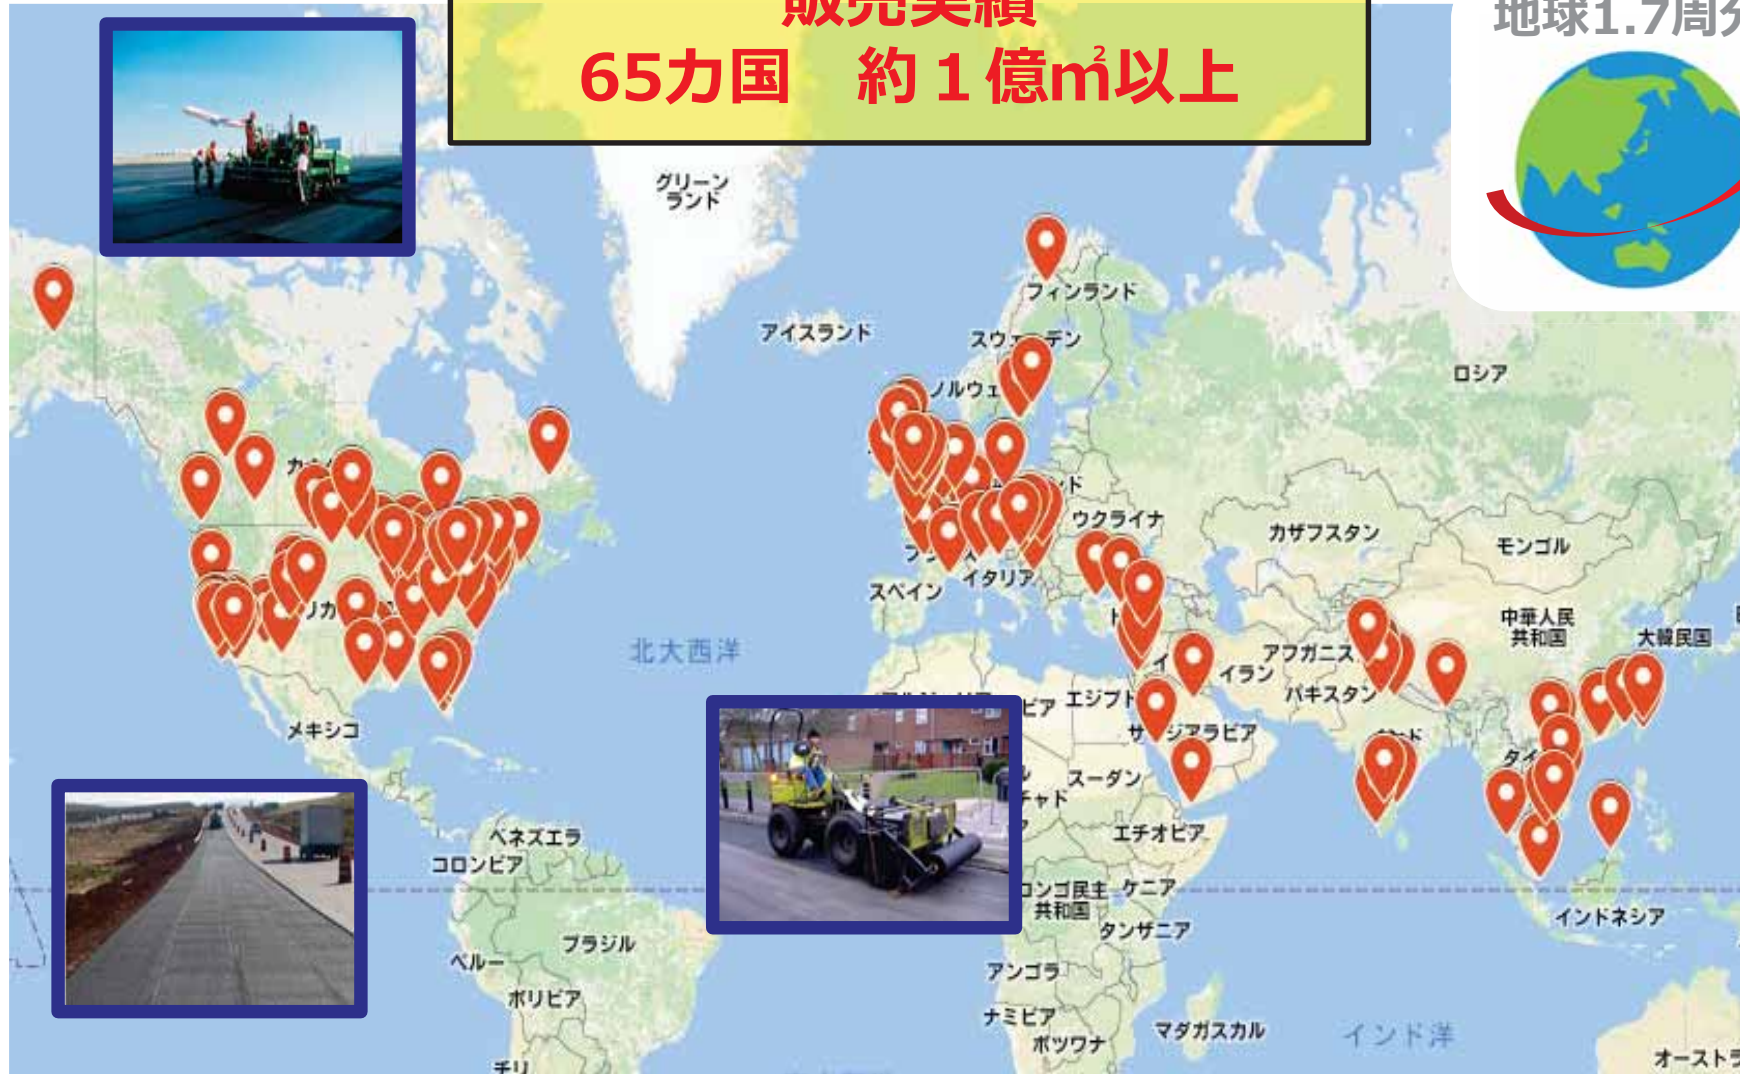 販売実績
65カ国　約１億㎡以上
地球1.7周分
グリーン
ランド
フィンランド
アイスランド
ロシア
ノルウェ
ウクライナ
カザフスタン
モンゴル
イタリア
スペイン
中華人民
共和国
大韓民国
北大西洋
アフガニス
イラン
パキスタン
エジプト
メキシコ
スーダン
チャド
エチオピア
ベネズエラ
コロンビア
コンゴ民主
共和国
ケニア
タンザニア
インドネシア
ブラジル
ペルー
アンゴラ
ボリビア
ナミビア
マダガスカル
インド洋
ボツワナ
オーストラ
チリ